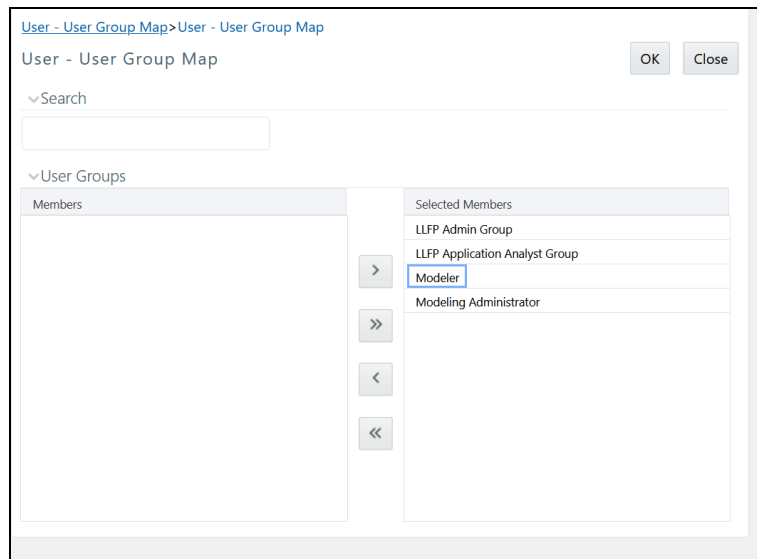 User - User Group Map>User - User Group Map
User - User Group Map
OK
Close
Search
User Groups
Members
Selected Members
LLFP Admin Group
LLFP Application Analyst Group
Modeler
Modeling Administrator